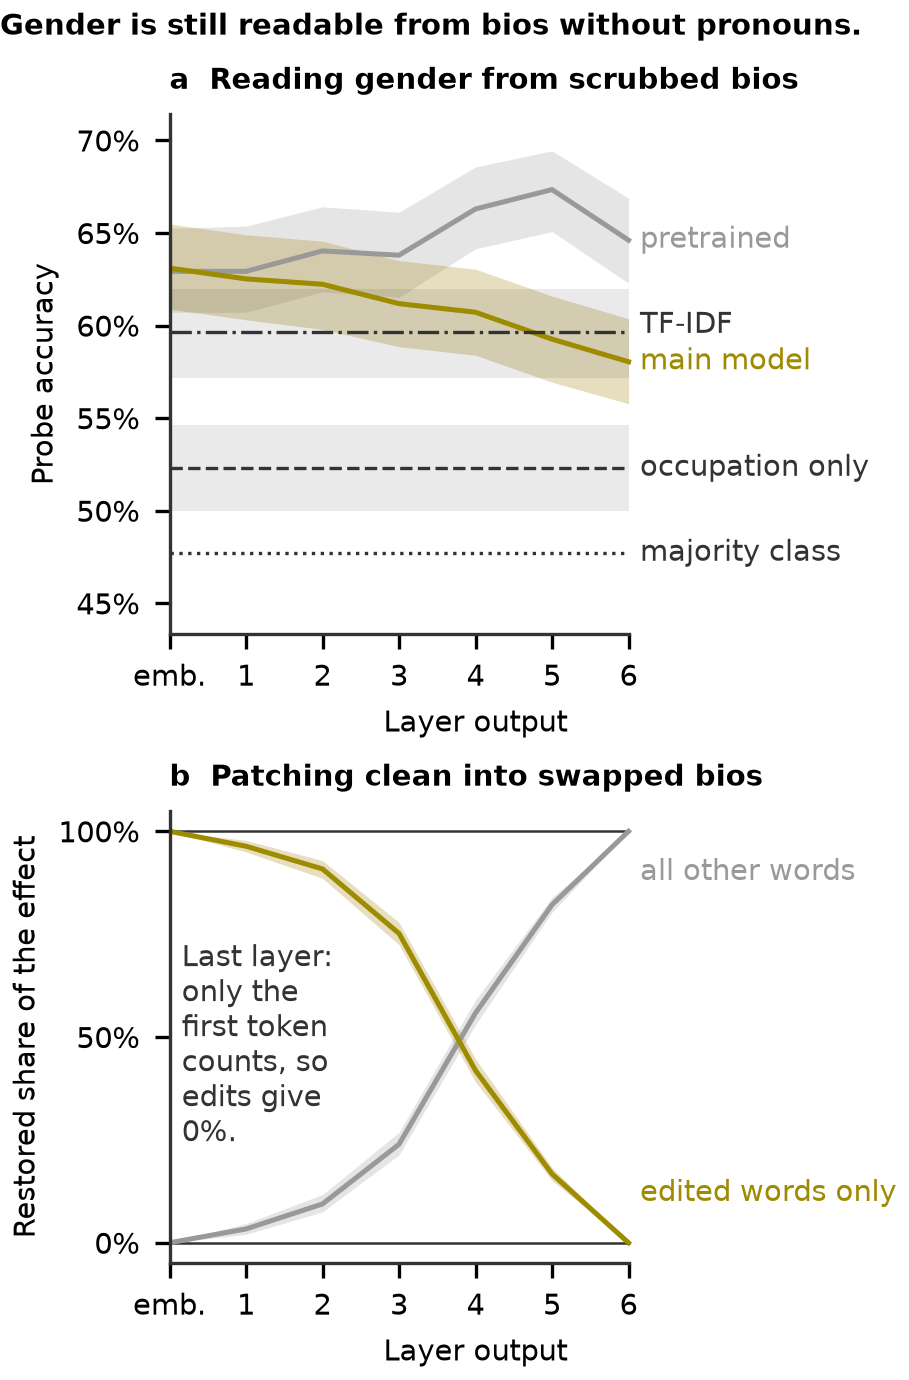 Gender is still readable from bios without pronouns.
a Reading gender from scrubbed bios
70%
65%
60%
55%
50%
45%
Probe accuracy
pretrained
TF-IDF
main model
occupation only
majority class
emb. 1 2 3 4 5 6
Layer output
b Patching clean into swapped bios
100%
50%
0%
Restored share of the effect
all other words
Last layer:
only the
first token
counts, so
edits give
0%.
edited words only
emb. 1 2 3 4 5 6
Layer output